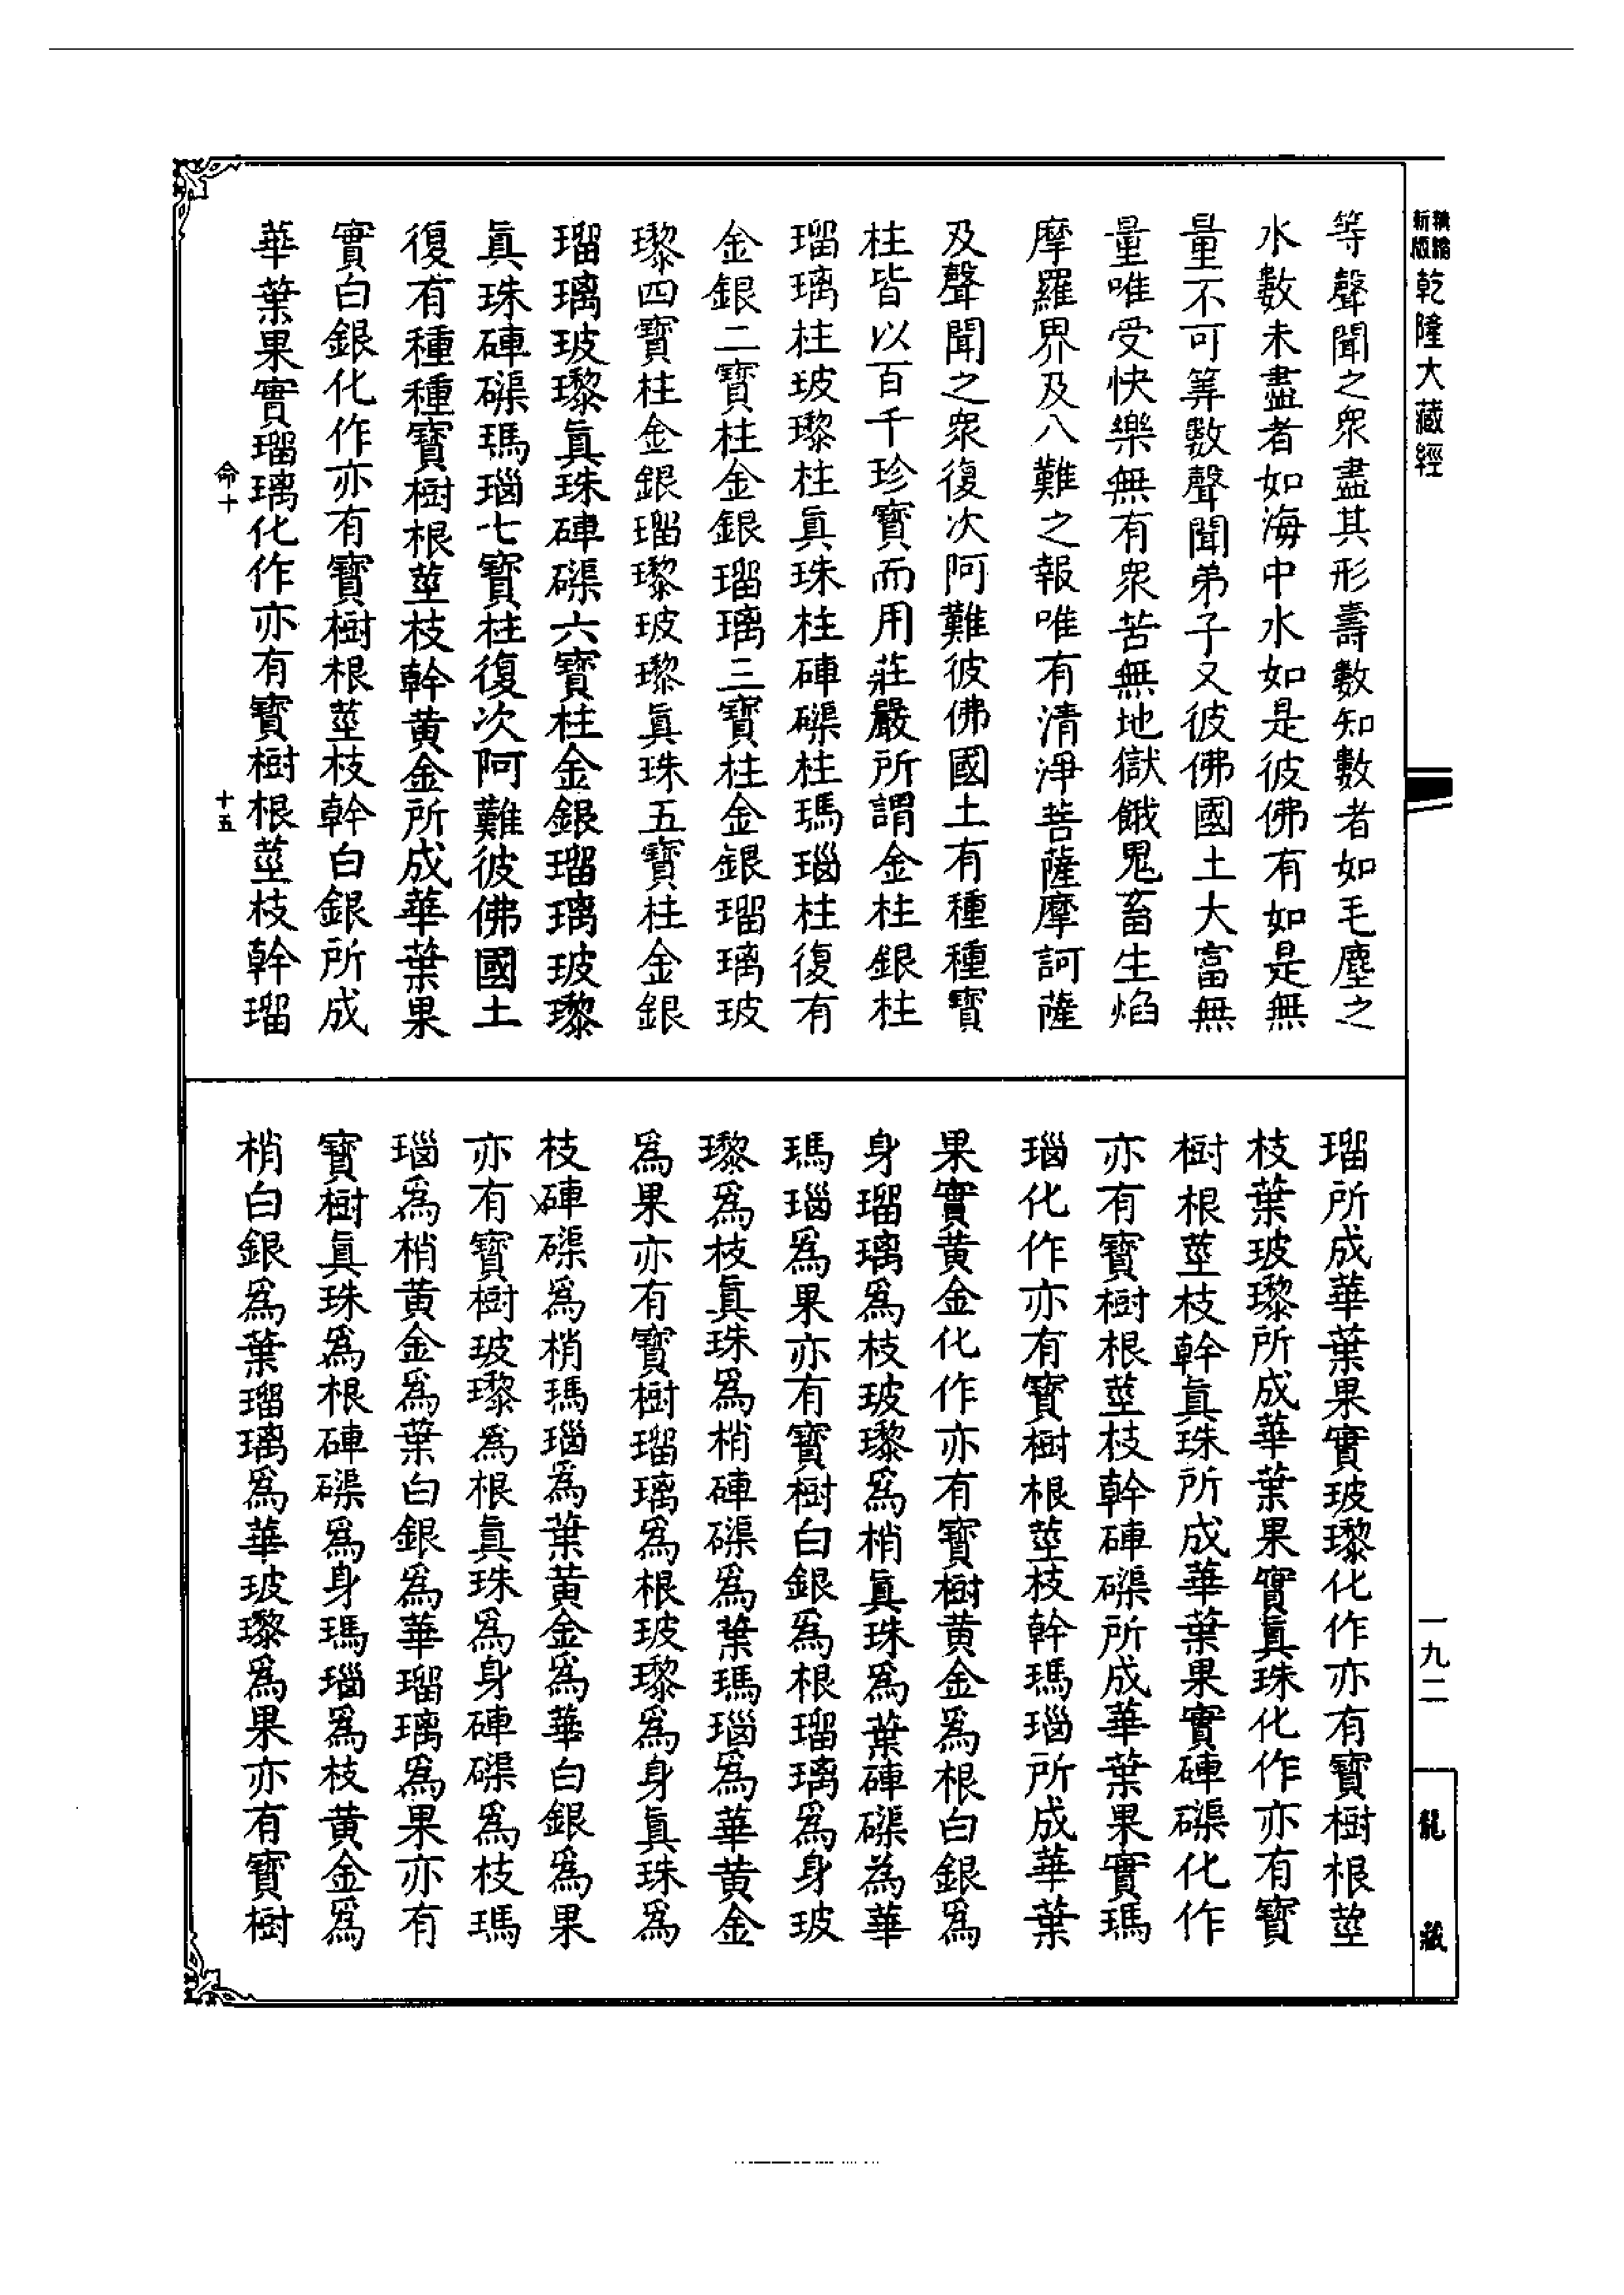 精縮
新版
乾隆大藏經
等聲聞之衆盡其形壽數知數者如毛塵之
水數未盡者如海中水如是彼佛有如是無
量不可筭數聲聞弟子又彼佛國土大富無
量唯受快樂無有衆苦無地獄餓鬼畜生焰
摩羅界及八難之報唯有清淨菩薩摩訶薩
及聲聞之衆復次阿難彼佛國土有種種寶
柱皆以百千珍寶而用莊嚴所謂金柱銀柱
瑠璃柱玻瓈柱真珠柱硨磲柱瑪瑙柱復有
金銀二寶柱金銀瑠璃三寶柱金銀瑠璃玻
瓈四寶柱金銀瑠瓈玻瓈真珠五寶柱金銀
瑠璃玻瓈真珠硨磲六寶柱金銀瑠璃玻瓈
真珠硨磲瑪瑙七寶柱復次阿難彼佛國土
復有種種寶樹根莖枝幹黃金所成華葉果
實白銀化作亦有寶樹根莖枝幹白銀所成
華葉果實瑠璃化作亦有寶樹根莖枝幹瑠
命十 十五
瑠所成華葉果實玻瓈化作亦有寶樹根莖
枝葉玻瓈所成華葉果實真珠化作亦有寶
樹根莖枝幹真珠所成華葉果實硨磲化作
亦有寶樹根莖枝幹硨磲所成華葉果實瑪
瑙化作亦有寶樹根莖枝幹瑪瑙所成華葉
果實黃金化作亦有寶樹黃金爲根白銀爲
身瑠璃爲枝玻瓈爲梢真珠爲葉硨磲為華
瑪瑙爲果亦有寶樹白銀爲根瑠璃爲身玻
瓈爲枝真珠爲梢硨磲爲葉瑪瑙爲華黃金
爲果亦有寶樹瑠璃爲根玻瓈爲身真珠爲
枝硨磲爲梢瑪瑙爲葉黃金爲華白銀爲果
亦有寶樹玻瓈爲根真珠爲身硨磲爲枝瑪
瑙爲梢黃金爲葉白銀爲華瑠璃爲果亦有
寶樹真珠爲根硨磲爲身瑪瑙爲枝黃金爲
梢白銀爲葉瑠璃爲華玻瓈爲果亦有寶樹
一九二
龍藏